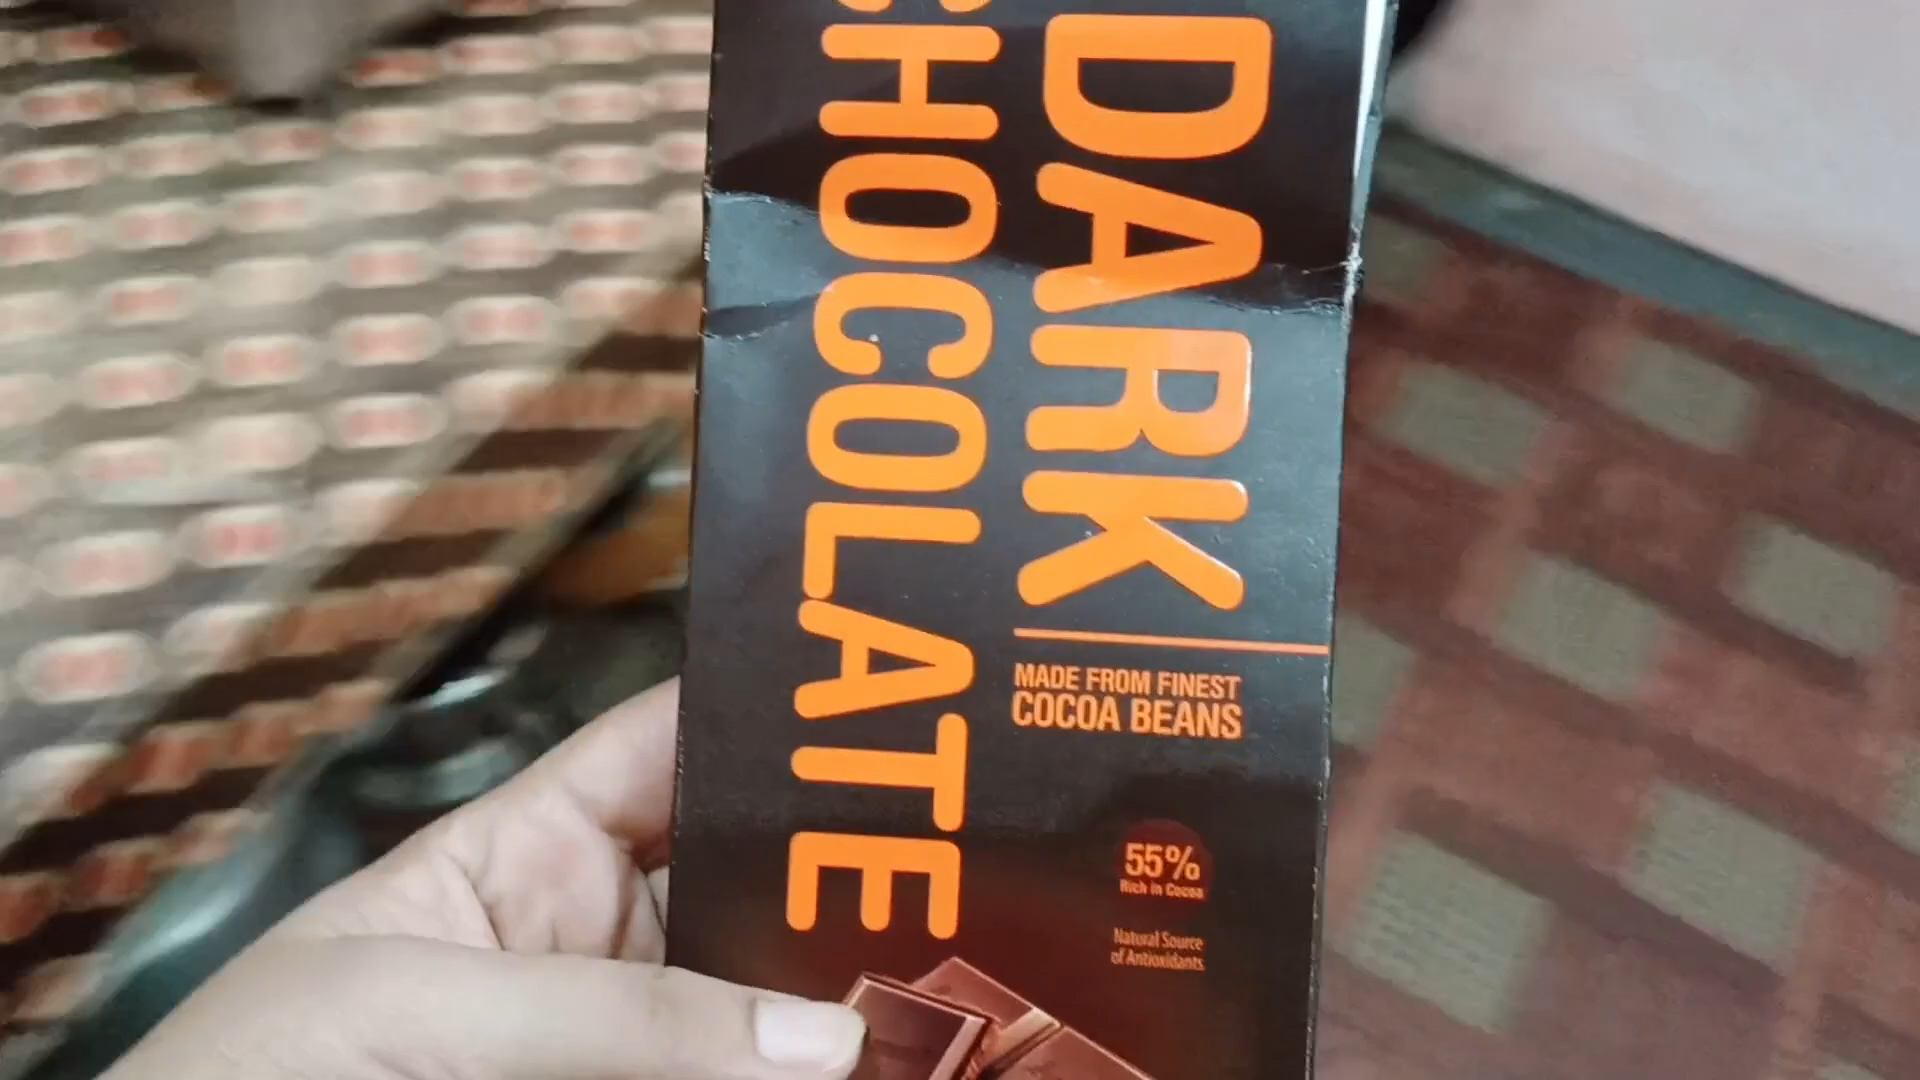 DARK
CHOCOLATE
MADE FROM FINEST
COCOA BEANS
55%
Rich in Cocoa
Natural Source
of Antioxidants